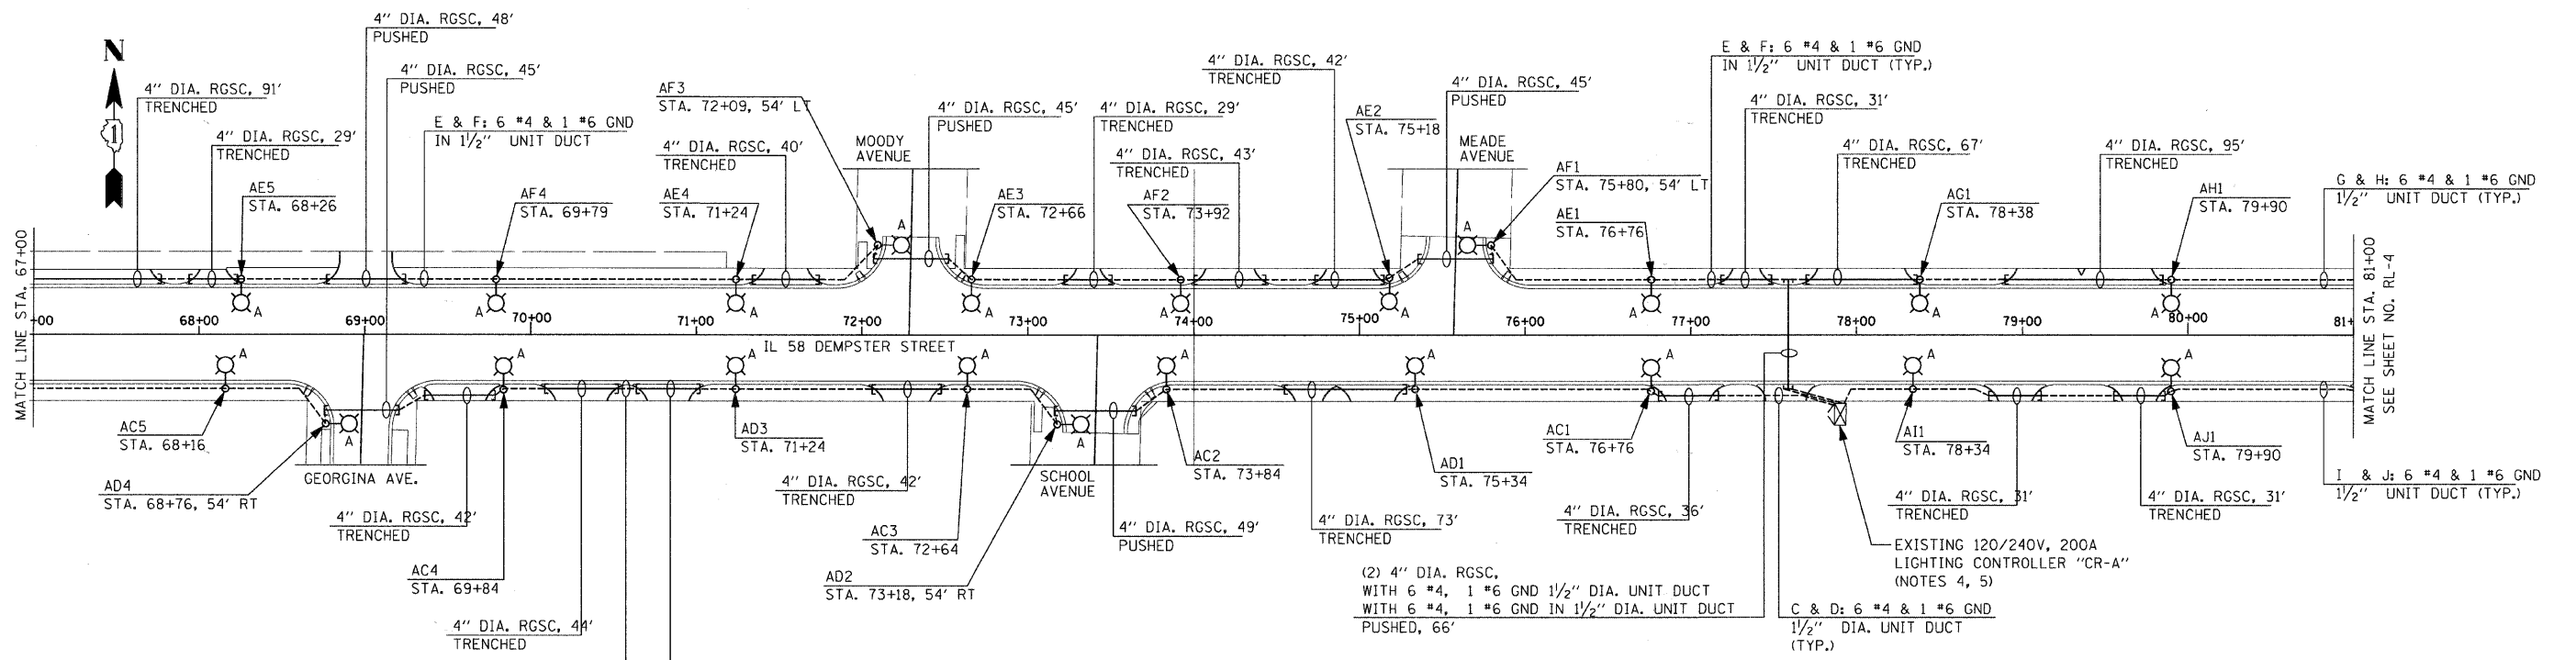 4" DIA. RGSC, 48'
PUSHED
N
1
4" DIA. RGSC, 91'
TRENCHED
4" DIA. RGSC, 45'
PUSHED
4" DIA. RGSC, 29'
TRENCHED
E & F: 6 #4 & 1 #6 GND
IN 1½" UNIT DUCT
AF3
STA. 72+09, 54' LT
4" DIA. RGSC, 40'
TRENCHED
MOODY
AVENUE
4" DIA. RGSC, 45'
PUSHED
4" DIA. RGSC, 29'
TRENCHED
4" DIA. RGSC, 42'
TRENCHED
4" DIA. RGSC, 43'
TRENCHED
AE2
STA. 75+18
4" DIA. RGSC, 45'
PUSHED
MEADE
AVENUE
E & F: 6 #4 & 1 #6 GND
IN 1½" UNIT DUCT (TYP.)
4" DIA. RGSC, 31'
TRENCHED
4" DIA. RGSC, 67'
TRENCHED
4" DIA. RGSC, 95'
TRENCHED
G & H: 6 #4 & 1 #6 GND
1½" UNIT DUCT (TYP.)
AE5
STA. 68+26
AF4
STA. 69+79
AE4
STA. 71+24
AE3
STA. 72+66
AF2
STA. 73+92
AF1
STA. 75+80, 54' LT
AE1
STA. 76+76
AG1
STA. 78+38
AH1
STA. 79+90
A
A
A
A
A
A
A
A
A
A
A
MATCH LINE STA. 67+00
+00
68+00
69+00
70+00
71+00
72+00
73+00
74+00
75+00
76+00
77+00
78+00
79+00
80+00
81+
MATCH LINE STA. 81+00
SEE SHEET NO. RL-4
IL 58 DEMPSTER STREET
A
A
A
A
A
A
A
A
A
A
A
AC5
STA. 68+16
AD4
STA. 68+76, 54' RT
GEORGINA AVE.
4" DIA. RGSC, 42'
TRENCHED
AC4
STA. 69+84
4" DIA. RGSC, 44'
TRENCHED
AD3
STA. 71+24
4" DIA. RGSC, 42'
TRENCHED
AC3
STA. 72+64
AD2
STA. 73+18, 54' RT
SCHOOL
AVENUE
4" DIA. RGSC, 49'
PUSHED
AC2
STA. 73+84
4" DIA. RGSC, 73'
TRENCHED
AD1
STA. 75+34
AC1
STA. 76+76
4" DIA. RGSC, 36'
TRENCHED
(2) 4" DIA. RGSC,
WITH 6 #4, 1 #6 GND 1½" DIA. UNIT DUCT
WITH 6 #4, 1 #6 GND IN 1½" DIA. UNIT DUCT
PUSHED, 66'
C & D: 6 #4 & 1 #6 GND
1½" DIA. UNIT DUCT
(TYP.)
EXISTING 120/240V, 200A
LIGHTING CONTROLLER "CR-A"
(NOTES 4, 5)
AI1
STA. 78+34
4" DIA. RGSC, 31'
TRENCHED
AJ1
STA. 79+90
4" DIA. RGSC, 31'
TRENCHED
I & J: 6 #4 & 1 #6 GND
1½" UNIT DUCT (TYP.)